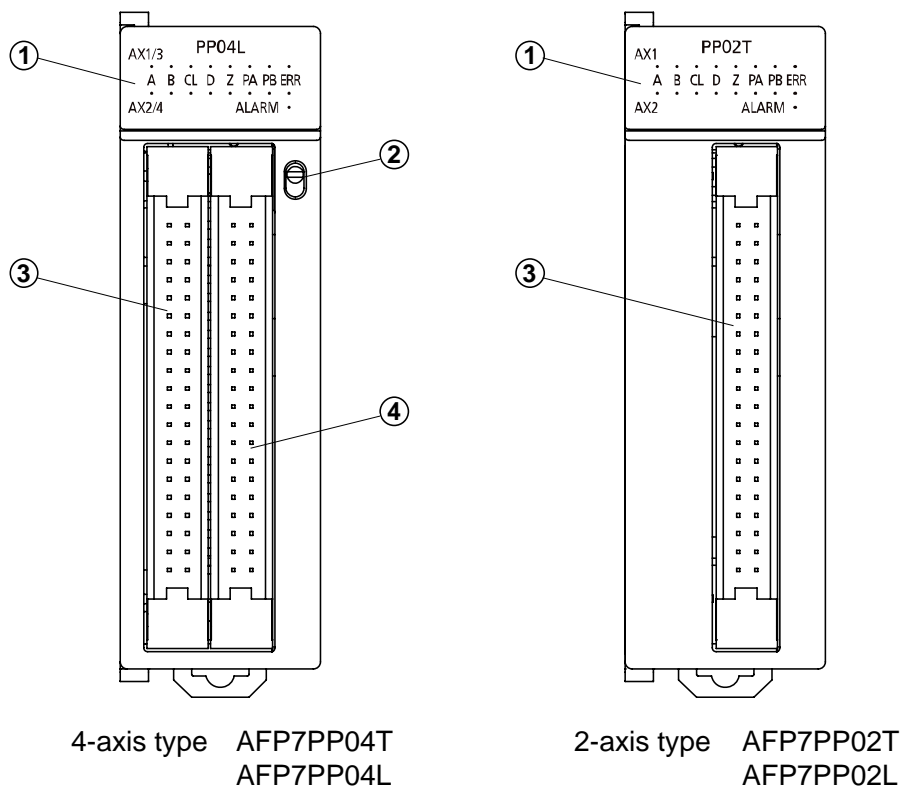 PP04L
AX1/3
A B CL D Z PA PB ERR
AX2/4 ALARM
1
2
3
4
4-axis type AFP7PP04T
AFP7PP04L
PP02T
AX1
A B CL D Z PA PB ERR
AX2 ALARM
1
3
2-axis type AFP7PP02T
AFP7PP02L